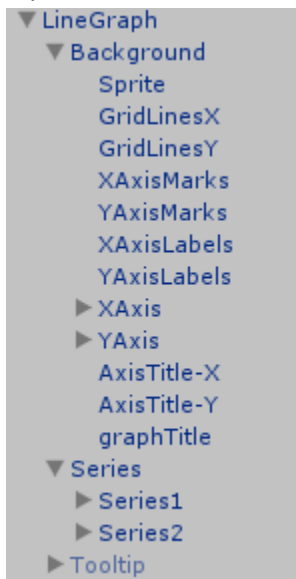 LineGraph
Background
Sprite
GridLinesX
GridLinesY
XAxisMarks
YAxisMarks
XAxisLabels
YAxisLabels
XAxis
YAxis
AxisTitle-X
AxisTitle-Y
graphTitle
Series
Series1
Series2
Tooltip